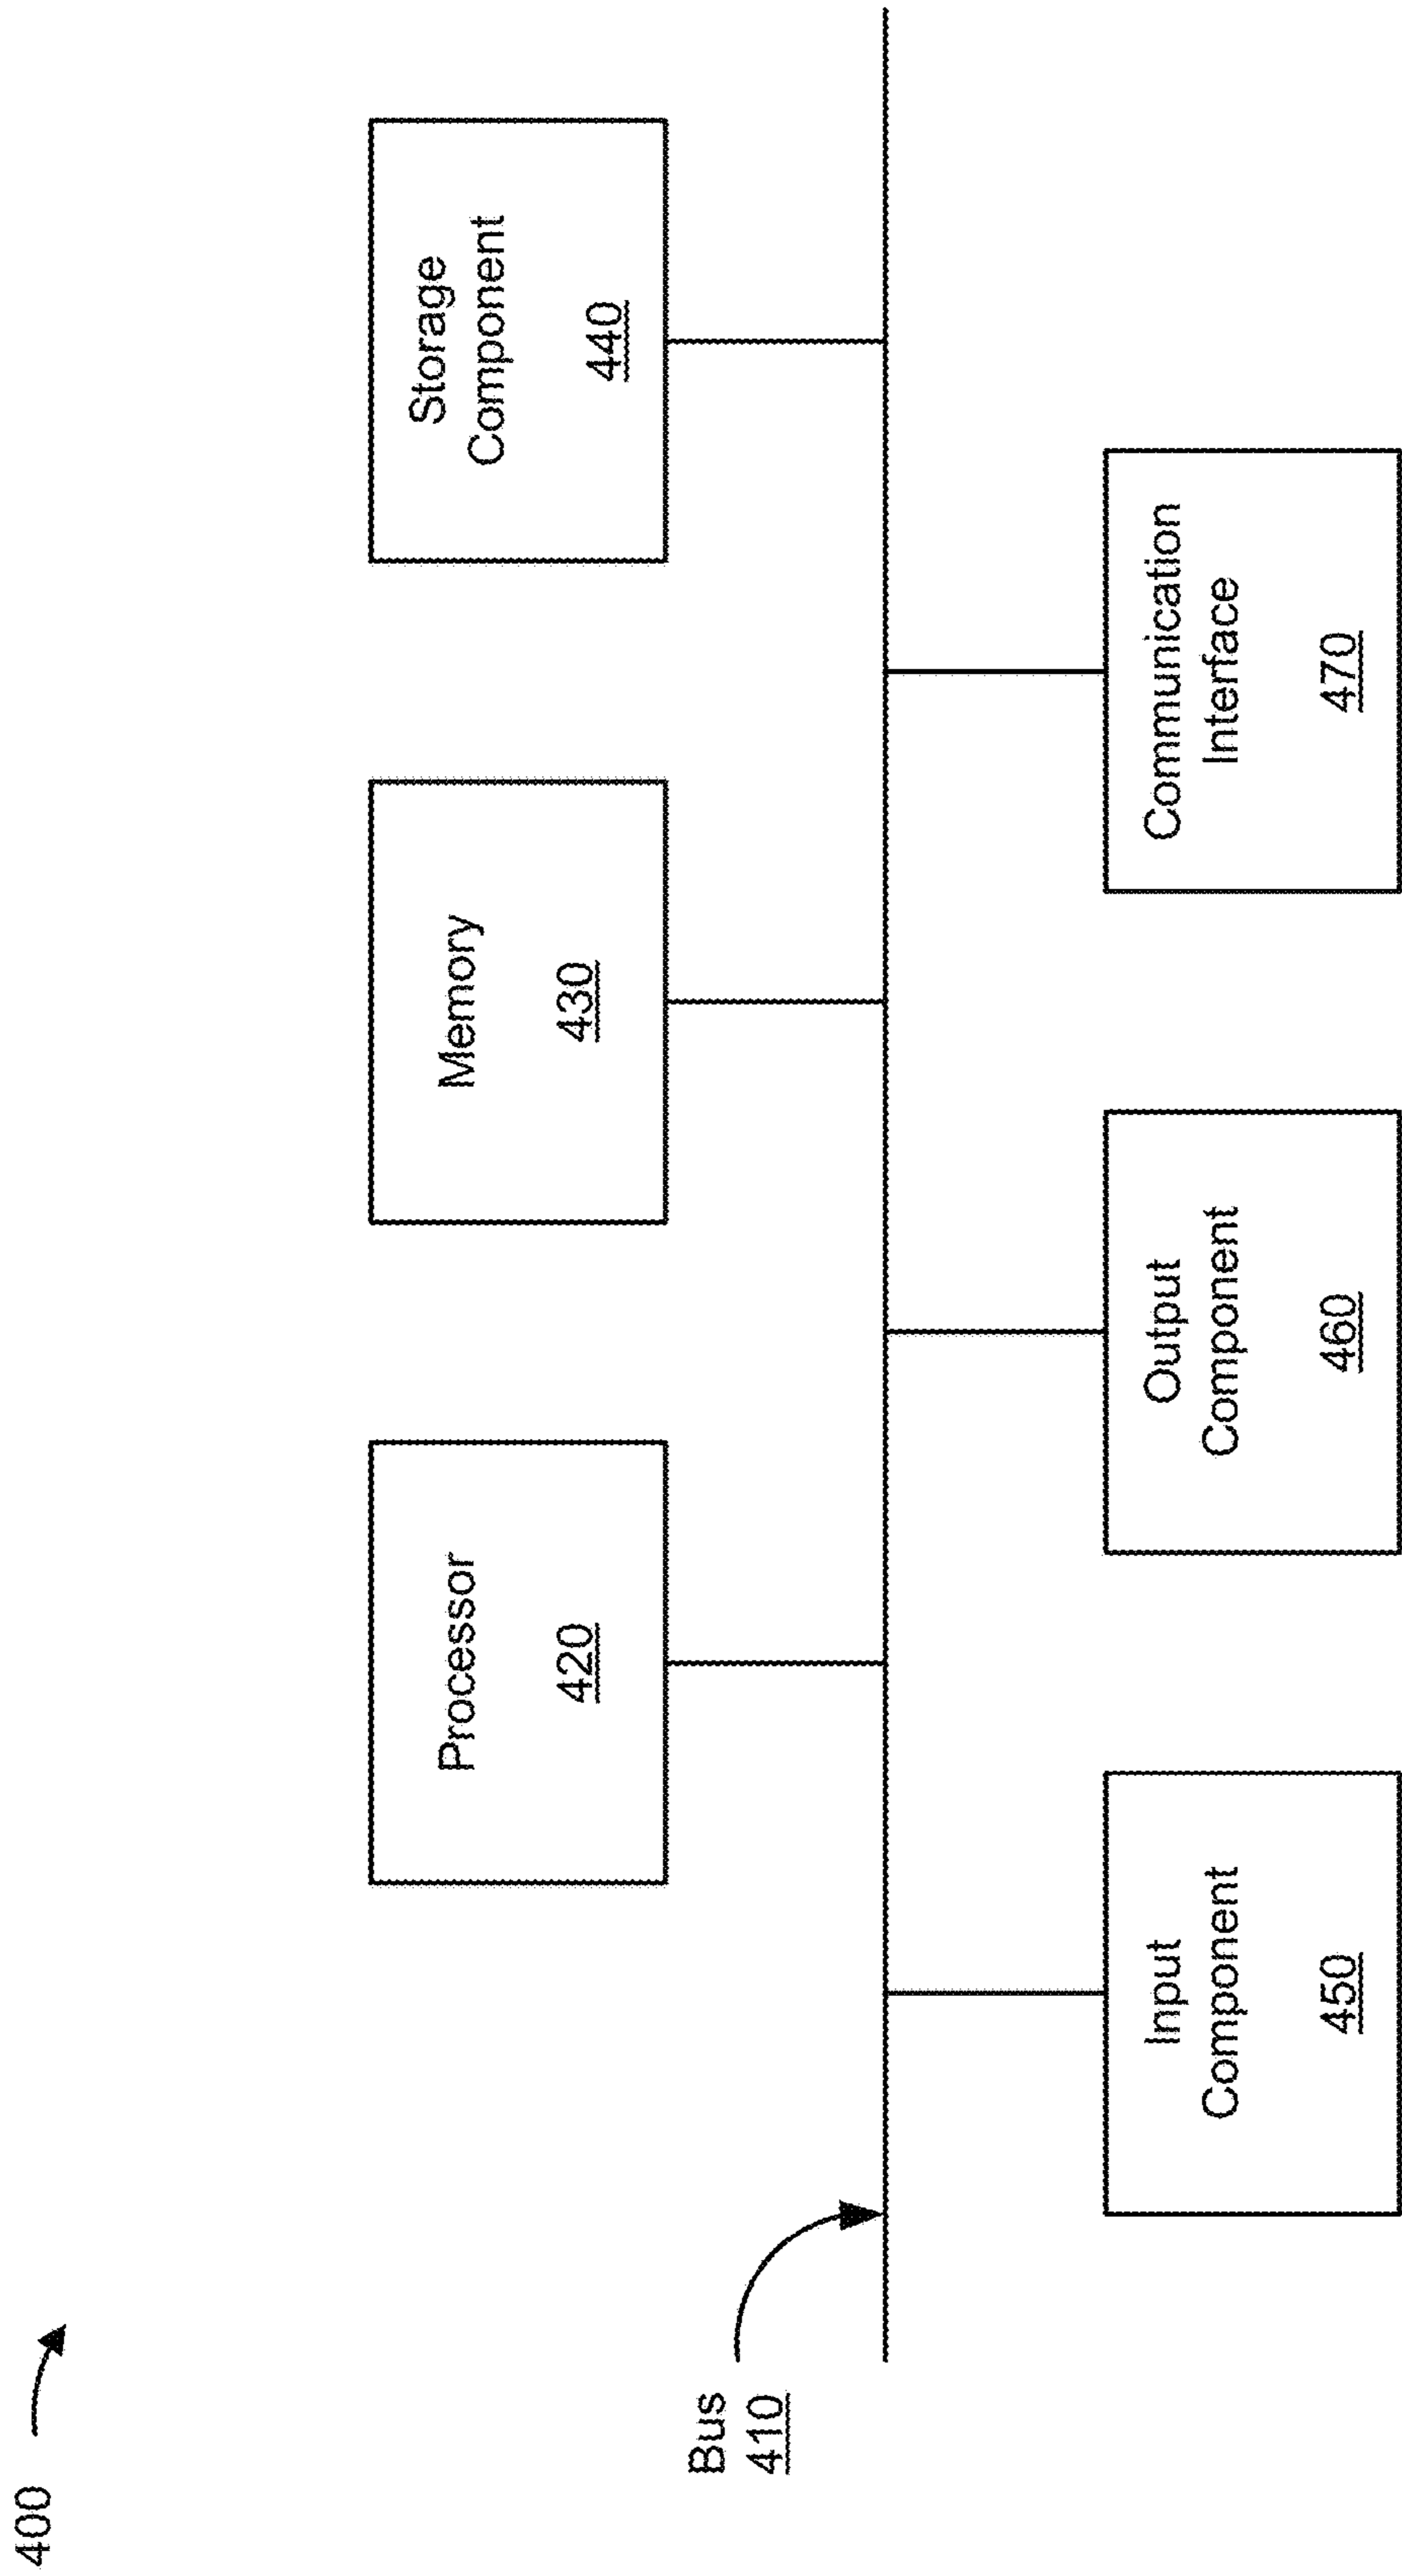 400
Processor
420
Memory
430
Storage
Component
440
Bus
410
Input
Component
450
Output
Component
460
Communication
Interface
470